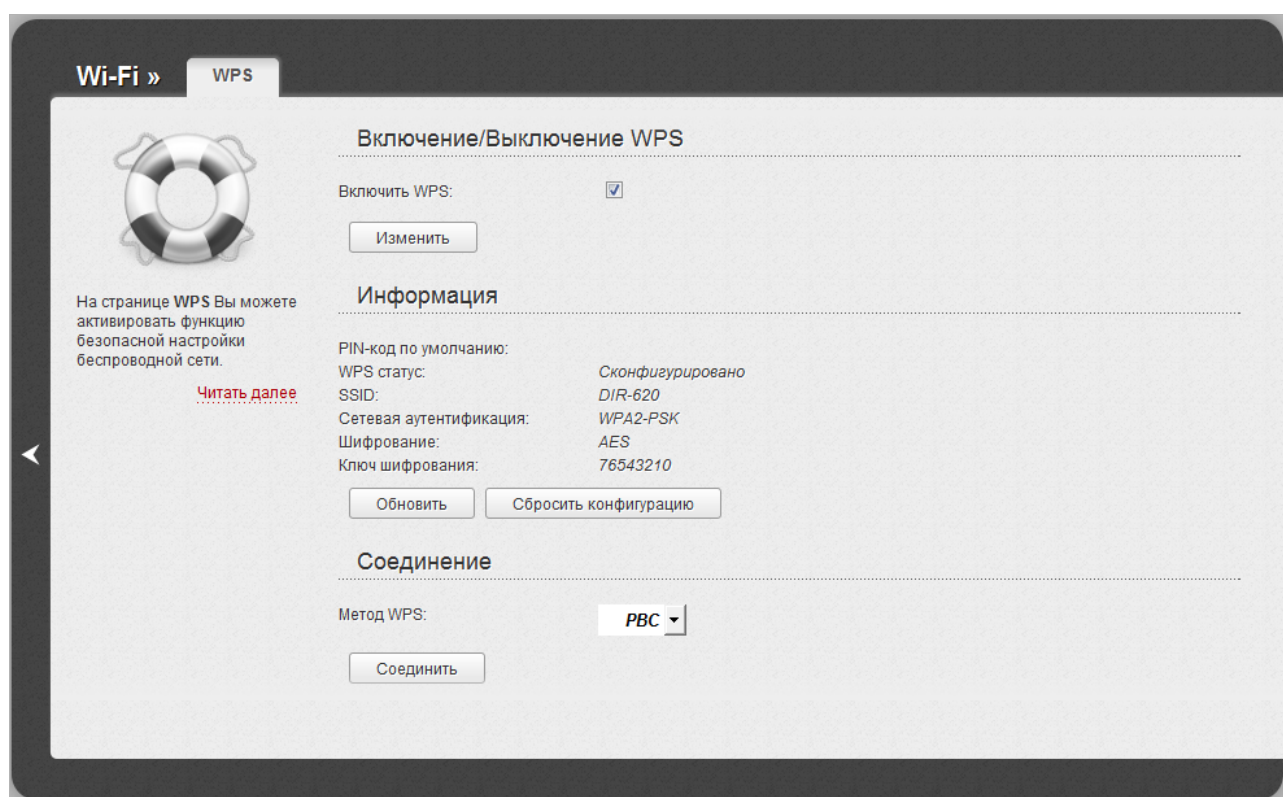 Wi-Fi » WPS
Включение/Выключение WPS
Включить WPS:
Изменить
На странице WPS Вы можете
активировать функцию
безопасной настройки
беспроводной сети.
Читать далее
Информация
PIN-код по умолчанию:
WPS статус: Сконфигурировано
SSID: DIR-620
Сетевая аутентификация: WPA2-PSK
Шифрование: AES
Ключ шифрования: 76543210
Обновить Сбросить конфигурацию
Соединение
Метод WPS: PBC
Соединить